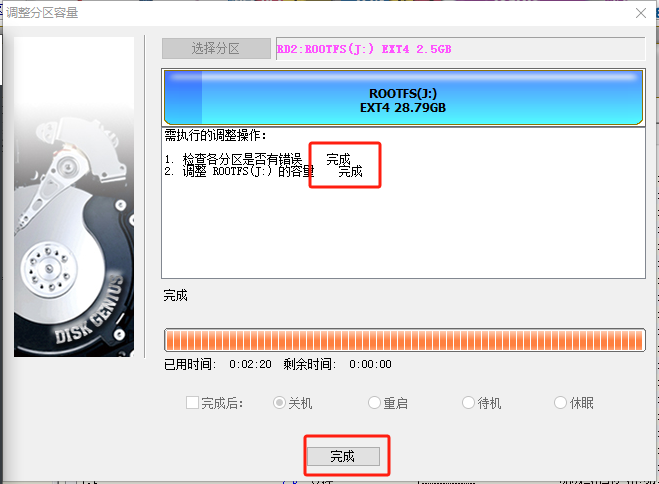 调整分区容量
选择分区
RD2:ROOTFS(J:) EXT4 2.5GB
ROOTFS(J:)
EXT4 28.79GB
需执行的调整操作:
1. 检查各分区是否有错误 完成
2. 调整 ROOTFS(J:) 的容量 完成
DISK GENIUS
完成
已用时间: 0:02:20 剩余时间: 0:00:00
完成后: 关机 重启 待机 休眠
完成